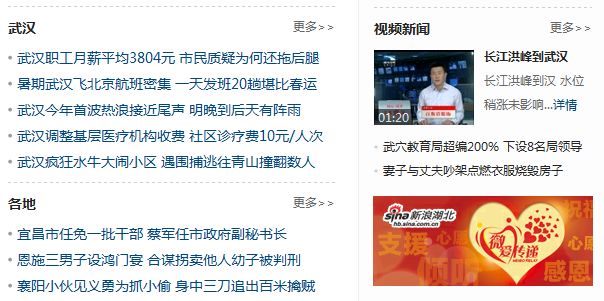 武汉
更多>>
武汉职工月薪平均3804元 市民质疑为何还拖后腿
暑期武汉飞北京航班密集 一天发班20趟堪比春运
武汉今年首波热浪接近尾声 明晚到后天有阵雨
武汉调整基层医疗机构收费 社区诊疗费10元/人次
武汉疯狂水牛大闹小区 遇围捕逃往青山撞翻数人
各地
更多>>
宜昌市任免一批干部 蔡军任市政府副秘书长
恩施三男子设鸿门宴 合谋拐卖他人幼子被判刑
襄阳小伙见义勇为抓小偷 身中三刀追出百米擒贼
视频新闻
更多>>
01:20
长江洪峰到武汉
长江洪峰到汉 水位
稍涨未影响...详情
武穴教育局超编200% 下设8名局领导
妻子与丈夫吵架点燃衣服烧毁房子
sina 新浪湖北
hb.sina.com.cn
支援
心愿
倾听
微爱传递
祝福
心愿
感恩